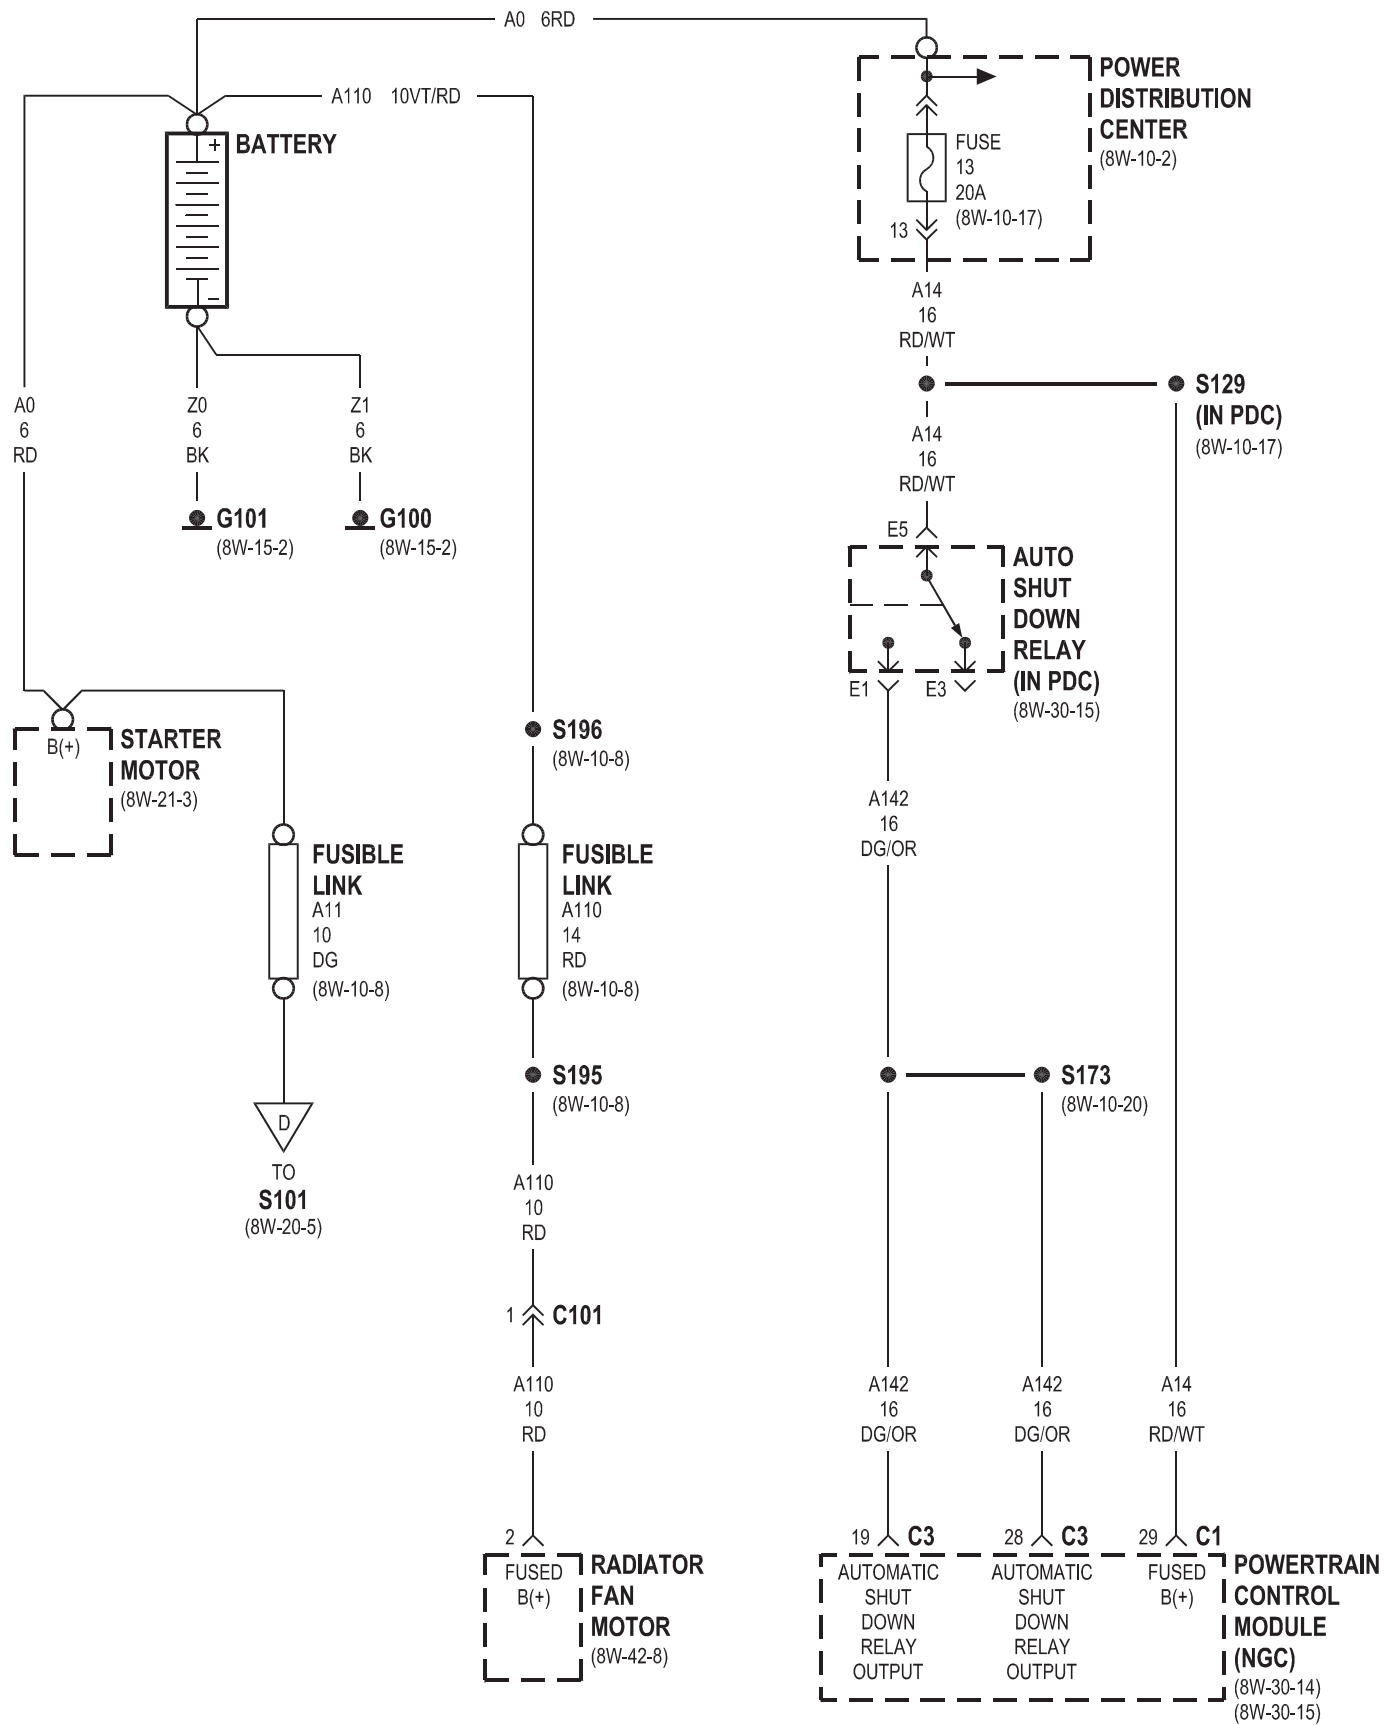 A0 6RD
A110 10VT/RD
BATTERY
+
–
POWER
DISTRIBUTION
CENTER
(8W-10-2)
FUSE
13
20A
(8W-10-17)
13
A14
16
RD/WT
S129
(IN PDC)
(8W-10-17)
A0
6
RD
Z0
6
BK
Z1
6
BK
A14
16
RD/WT
G101
(8W-15-2)
G100
(8W-15-2)
E5
AUTO
SHUT
DOWN
RELAY
(IN PDC)
(8W-30-15)
E1
E3
B(+)
STARTER
MOTOR
(8W-21-3)
S196
(8W-10-8)
A142
16
DG/OR
FUSIBLE
LINK
A11
10
DG
(8W-10-8)
FUSIBLE
LINK
A110
14
RD
(8W-10-8)
S195
(8W-10-8)
S173
(8W-10-20)
D
TO
S101
(8W-20-5)
A110
10
RD
1
C101
A110
10
RD
A142
16
DG/OR
A142
16
DG/OR
A14
16
RD/WT
2
FUSED
B(+)
RADIATOR
FAN
MOTOR
(8W-42-8)
19
C3
28
C3
29
C1
AUTOMATIC
SHUT
DOWN
RELAY
OUTPUT
AUTOMATIC
SHUT
DOWN
RELAY
OUTPUT
FUSED
B(+)
POWERTRAIN
CONTROL
MODULE
(NGC)
(8W-30-14)
(8W-30-15)